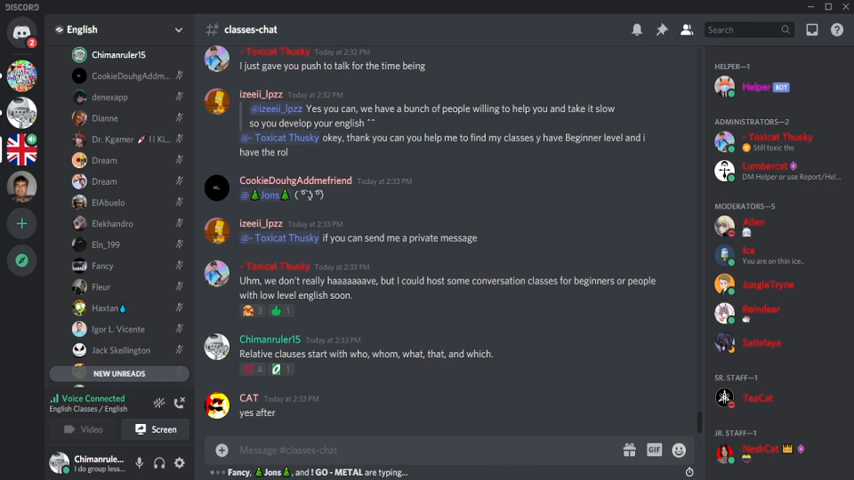 DISCORD
English
classes-chat
Search
2
Chimanruler15
CookieDouhgAddm...
denexapp
Dianne
Dr. Kgamer
Dream
Dream
ElAbuelo
Elekhandro
Eln_199
Fancy
Fleur
Haxtan
Igor L. Vicente
Jack Skellington
NEW UNREADS
Voice Connected
English Classes / English
Video
Screen
Chimanrule...
I do group less...
- Toxicat Thusky Today at 2:32 PM
I just gave you push to talk for the time being
izeeii_lpzz Today at 2:32 PM
@izeeii_lpzz Yes you can, we have a bunch of people willing to help you and take it slow
so you develop your english ^^
@- Toxicat Thusky okey, thank you can you help me to find my classes y have Beginner level and i
have the rol
CookieDouhgAddmefriend Today at 2:33 PM
@Jons
izeeii_lpzz Today at 2:33 PM
@- Toxicat Thusky if you can send me a private message
- Toxicat Thusky Today at 2:33 PM
Uhm, we don't really haaaaaaave, but I could host some conversation classes for beginners or people
with low level english soon.
3 1
Chimanruler15 Today at 2:33 PM
Relative clauses start with who, whom, what, that, and which.
4 1
CAT Today at 2:33 PM
yes after
Message #classes-chat
GIF
Fancy, Jons, and ! GO - METAL are typing...
HELPER—1
Helper BOT
ADMINISTRATORS—2
- Toxicat Thusky
Still toxic tho
Lumbercat
DM Helper or use Report/Hel...
MODERATORS—5
Allen
Ice
You are on thin ice..
JungleTryne
Reindeer
Satisfaya
SR. STAFF—1
TeaCat
JR. STAFF—1
NeshCat